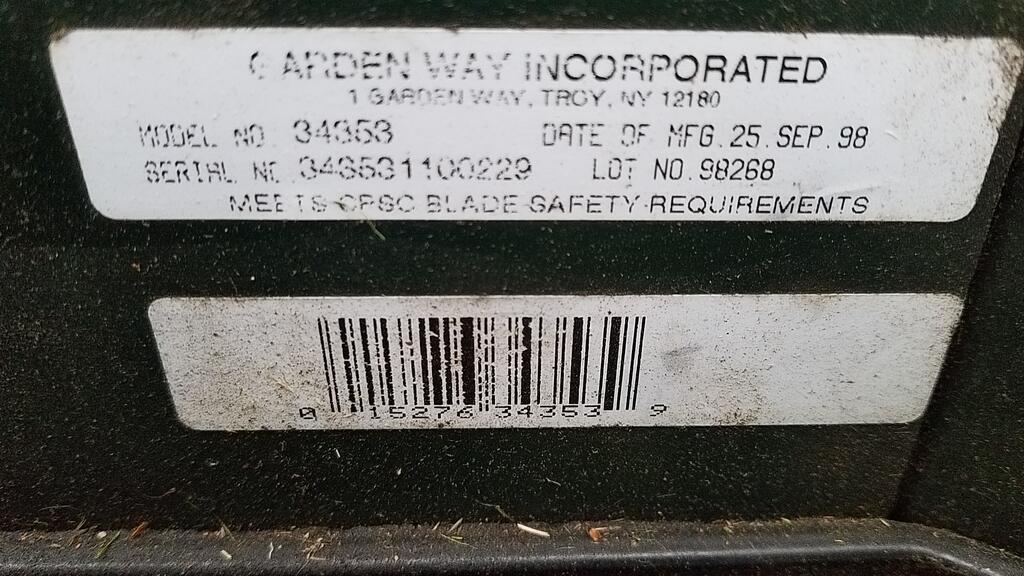 GARDEN WAY INCORPORATED
1 GARDEN WAY, TROY, NY 12180
MODEL NO. 34353 DATE OF MFG. 25. SEP. 98
SERIAL NO. 343531100229 LOT NO. 98268
MEETS CPSC BLADE SAFETY REQUIREMENTS
0 15276 34353 9